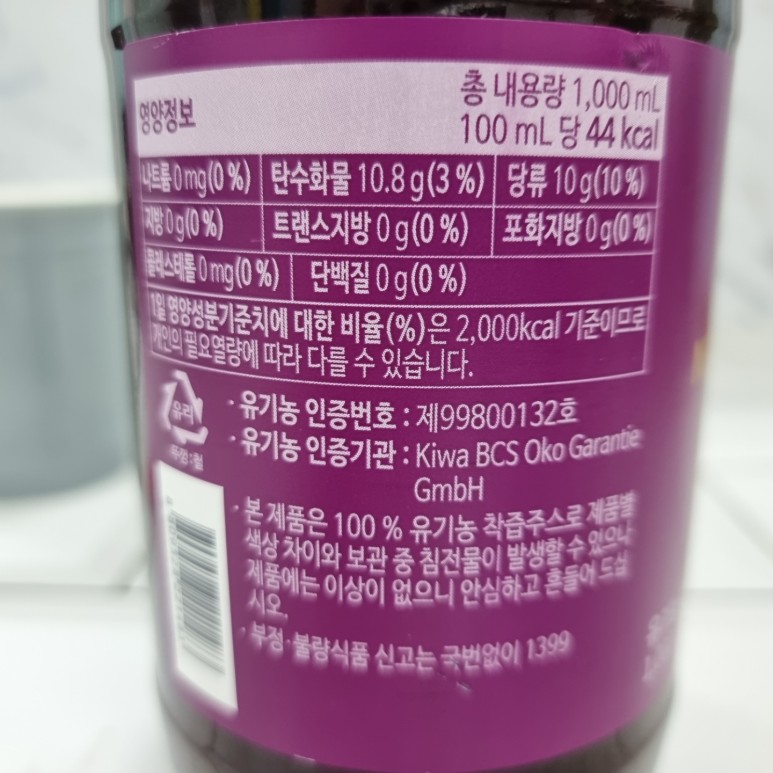 영양정보
총 내용량 1,000 mL
100 mL 당 44 kcal
나트륨 0 mg(0 %) 탄수화물 10.8 g(3 %) 당류 10 g(10 %)
지방 0 g(0 %) 트랜스지방 0 g(0 %) 포화지방 0 g(0 %)
콜레스테롤 0 mg(0 %) 단백질 0 g(0 %)
1일 영양성분기준치에 대한 비율(%)은 2,000kcal 기준이므로
개인의 필요열량에 따라 다를 수 있습니다.
유리
뚜껑:철
· 유기농 인증번호 : 제99800132호
· 유기농 인증기관 : Kiwa BCS Oko Garantie
GmbH
· 본 제품은 100 % 유기농 착즙주스로 제품별
색상 차이와 보관 중 침전물이 발생할 수 있으나
제품에는 이상이 없으니 안심하고 흔들어 드십
시오.
· 부정·불량식품 신고는 국번없이 1399